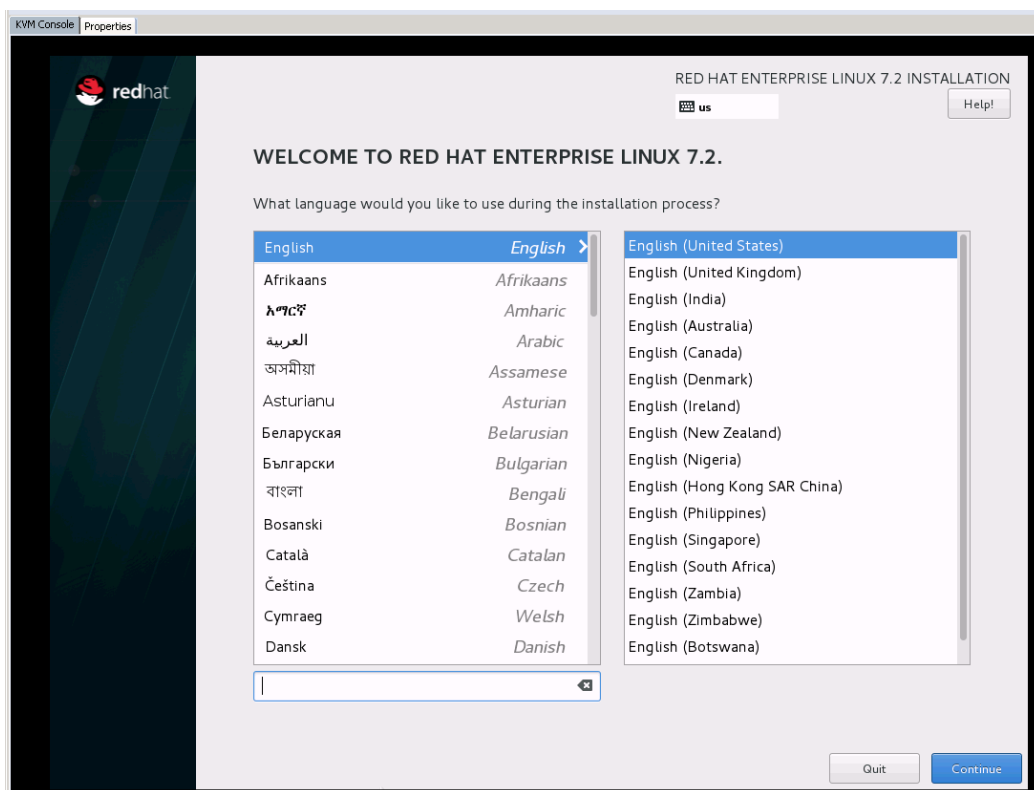 KVM Console Properties
redhat.
RED HAT ENTERPRISE LINUX 7.2 INSTALLATION
us
Help!
WELCOME TO RED HAT ENTERPRISE LINUX 7.2.
What language would you like to use during the installation process?
English English
Afrikaans Afrikaans
አማርኛ Amharic
العربية Arabic
অসমীয়া Assamese
Asturianu Asturian
Беларуская Belarusian
Български Bulgarian
বাংলা Bengali
Bosanski Bosnian
Català Catalan
Čeština Czech
Cymraeg Welsh
Dansk Danish
English (United States)
English (United Kingdom)
English (India)
English (Australia)
English (Canada)
English (Denmark)
English (Ireland)
English (New Zealand)
English (Nigeria)
English (Hong Kong SAR China)
English (Philippines)
English (Singapore)
English (South Africa)
English (Zambia)
English (Zimbabwe)
English (Botswana)
Quit
Continue